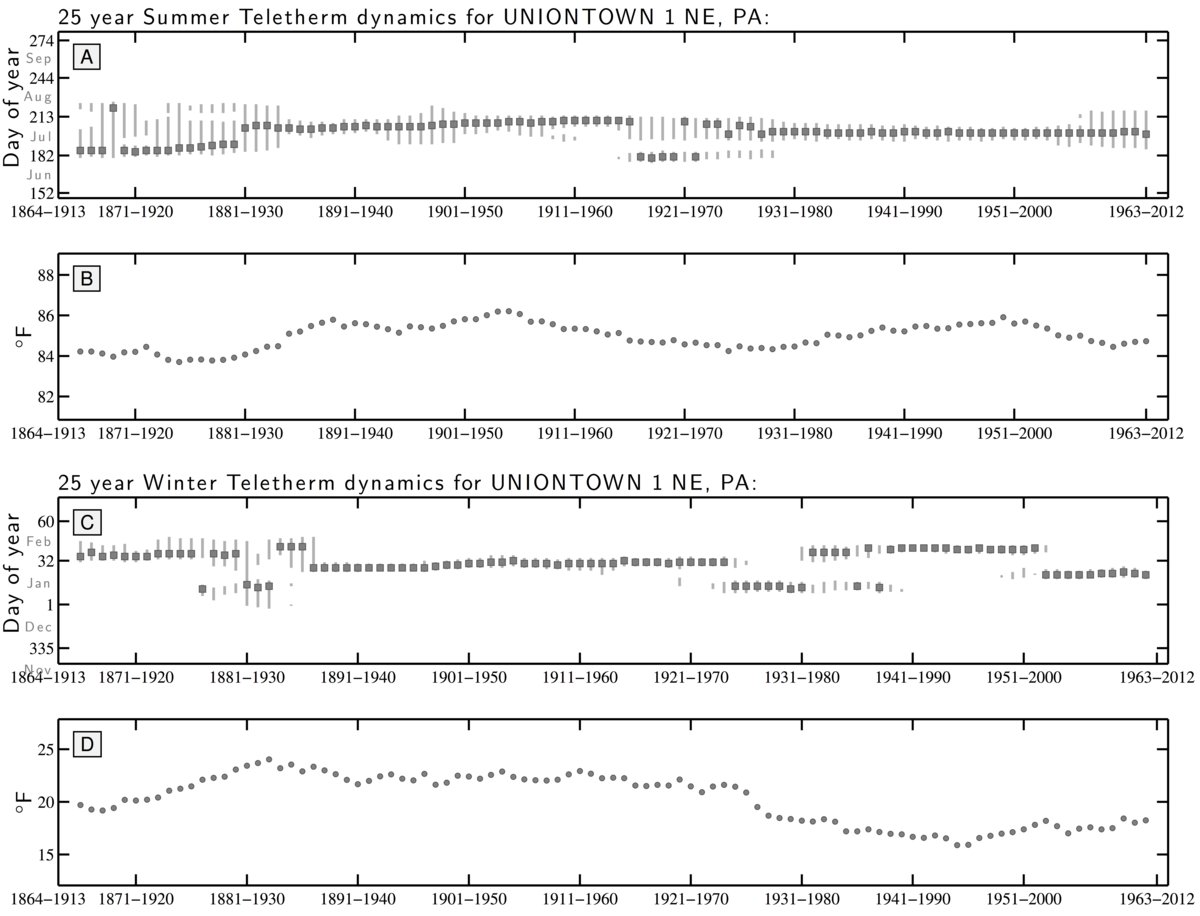 25 year Summer Teletherm dynamics for UNIONTOWN 1 NE, PA:
A
Day of year
274
Sep
244
Aug
213
Jul
182
Jun
152
1864–1913 1871–1920 1881–1930 1891–1940 1901–1950 1911–1960 1921–1970 1931–1980 1941–1990 1951–2000 1963–2012
B
°F
88
86
84
82
1864–1913 1871–1920 1881–1930 1891–1940 1901–1950 1911–1960 1921–1970 1931–1980 1941–1990 1951–2000 1963–2012
25 year Winter Teletherm dynamics for UNIONTOWN 1 NE, PA:
C
Day of year
60
Feb
32
Jan
1
Dec
335
Nov
1864–1913 1871–1920 1881–1930 1891–1940 1901–1950 1911–1960 1921–1970 1931–1980 1941–1990 1951–2000 1963–2012
D
°F
25
20
15
1864–1913 1871–1920 1881–1930 1891–1940 1901–1950 1911–1960 1921–1970 1931–1980 1941–1990 1951–2000 1963–2012